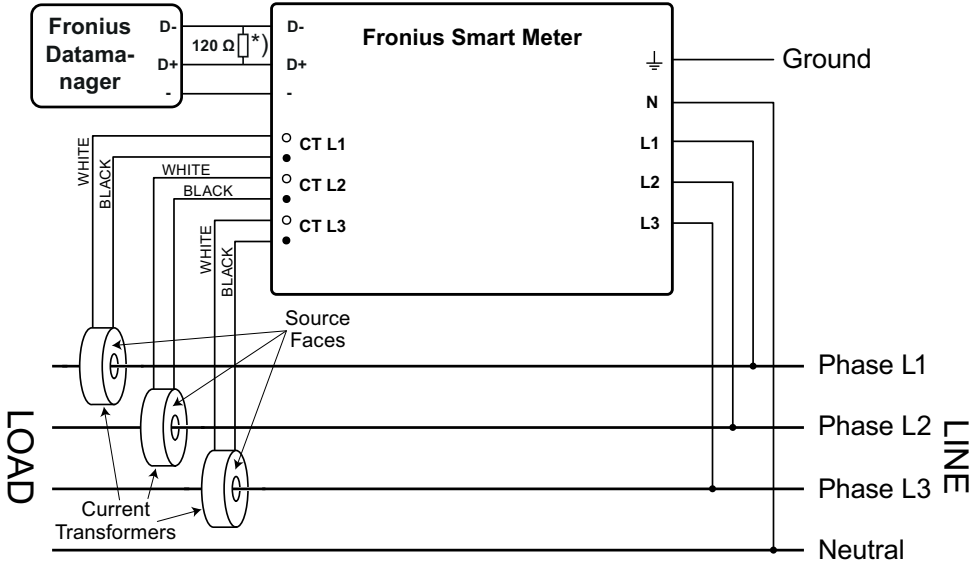 Fronius
Datama-
nager
D-
D+
-
120 Ω *)
D-
D+
-
Fronius Smart Meter
Ground
N
L1
L2
L3
CT L1
CT L2
CT L3
WHITE
BLACK
WHITE
BLACK
WHITE
BLACK
Source
Faces
Phase L1
Phase L2
Phase L3
Neutral
LOAD
LINE
Current
Transformers